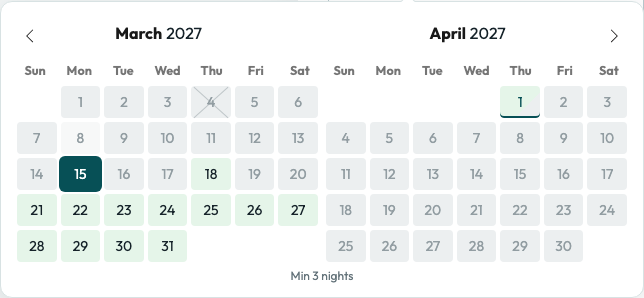 March 2027 April 2027
Sun Mon Tue Wed Thu Fri Sat Sun Mon Tue Wed Thu Fri Sat
1 2 3 4 5 6 1 2 3
7 8 9 10 11 12 13 4 5 6 7 8 9 10
14 15 16 17 18 19 20 11 12 13 14 15 16 17
21 22 23 24 25 26 27 18 19 20 21 22 23 24
28 29 30 31 25 26 27 28 29 30
Min 3 nights